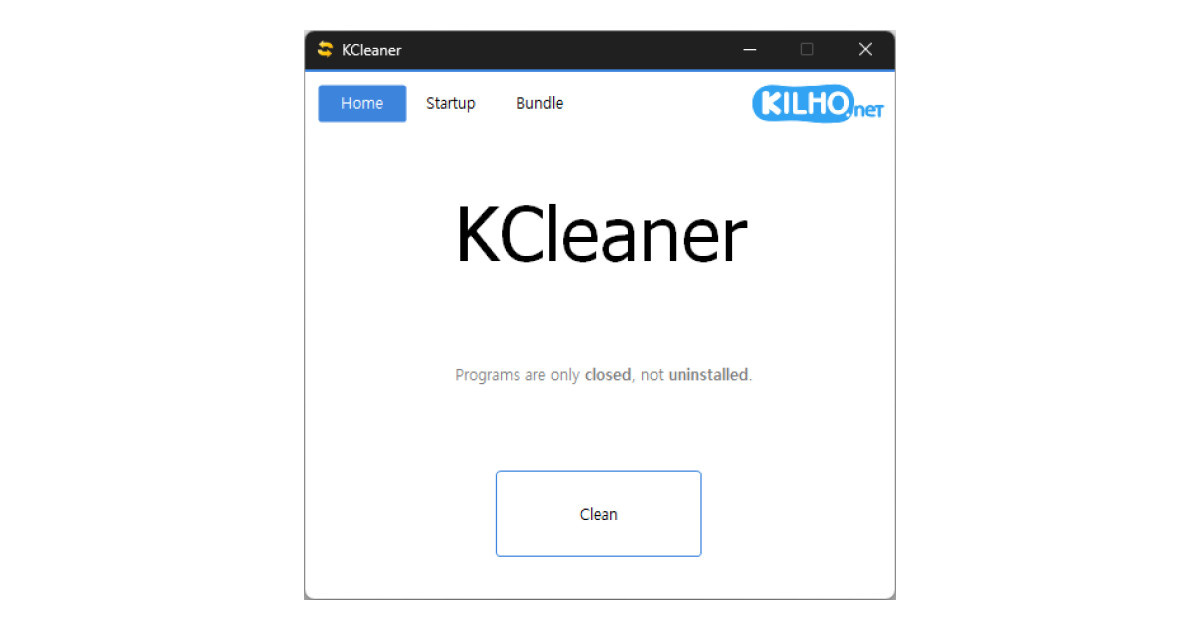 KCleaner
Home Startup Bundle KILHO.net
KCleaner
Programs are only closed, not uninstalled.
Clean